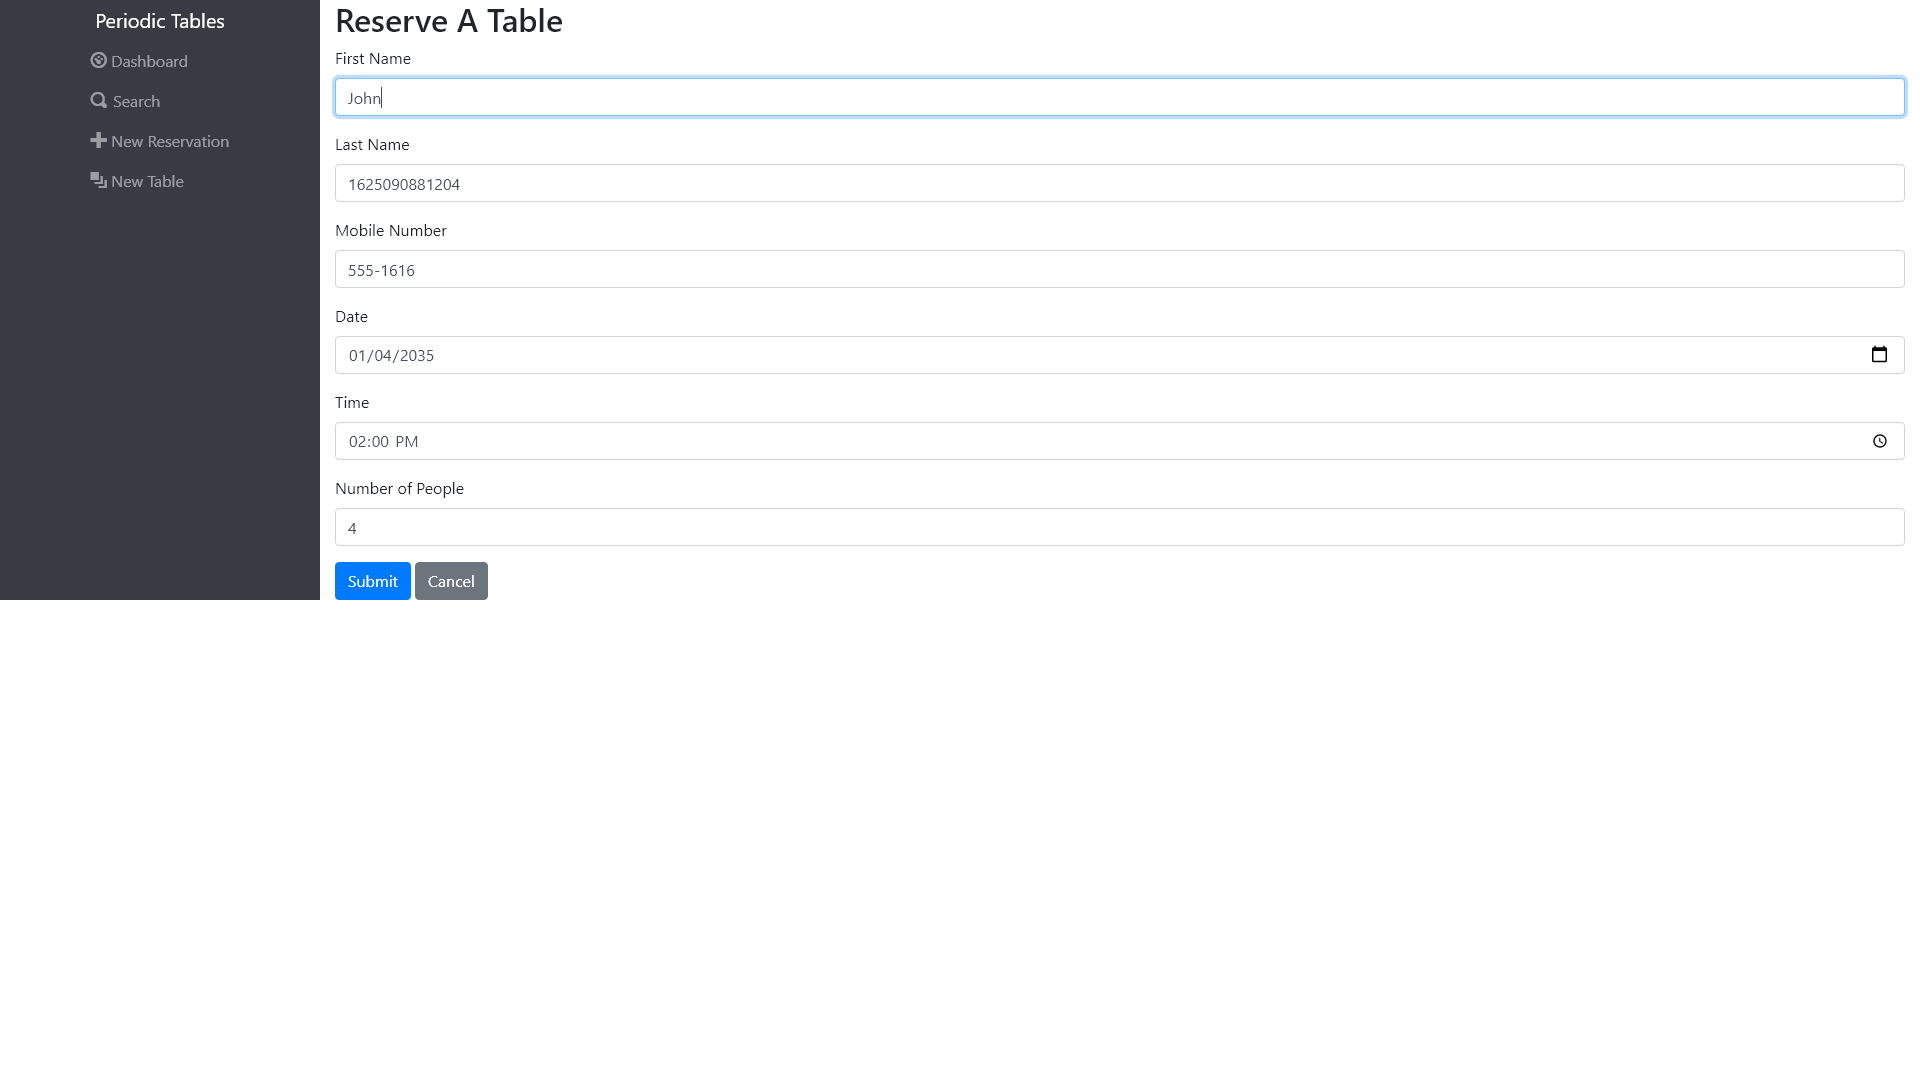 Periodic Tables
Dashboard
Search
New Reservation
New Table
Reserve A Table
First Name
John
Last Name
1625090881204
Mobile Number
555-1616
Date
01/04/2035
Time
02:00 PM
Number of People
4
Submit Cancel